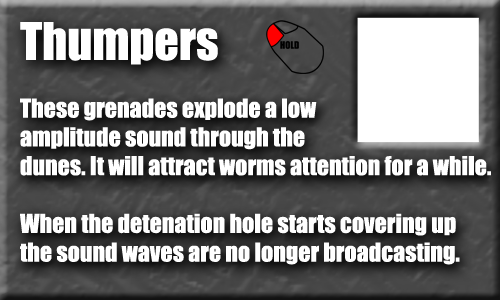 Thumpers
HOLD
These grenades explode a low
amplitude sound through the
dunes. It will attract worms attention for a while.
When the detenation hole starts covering up
the sound waves are no longer broadcasting.